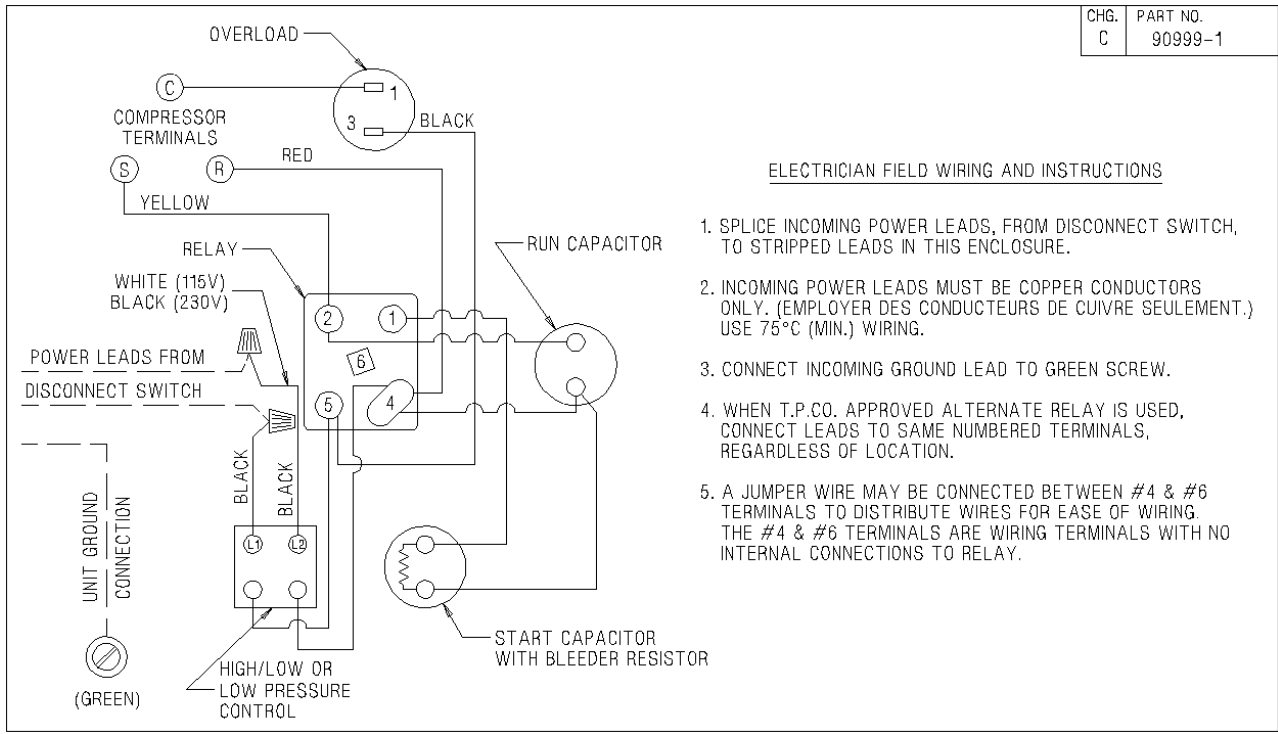 CHG. PART NO.
C 90999-1
OVERLOAD
C
1
3
BLACK
COMPRESSOR
TERMINALS
S
R
RED
YELLOW
RELAY
WHITE (115V)
BLACK (230V)
RUN CAPACITOR
2
1
6
5
4
POWER LEADS FROM
DISCONNECT SWITCH
BLACK
BLACK
L1
L2
UNIT GROUND
CONNECTION
(GREEN)
HIGH/LOW OR
LOW PRESSURE
CONTROL
START CAPACITOR
WITH BLEEDER RESISTOR
ELECTRICIAN FIELD WIRING AND INSTRUCTIONS
1. SPLICE INCOMING POWER LEADS, FROM DISCONNECT SWITCH,
TO STRIPPED LEADS IN THIS ENCLOSURE.
2. INCOMING POWER LEADS MUST BE COPPER CONDUCTORS
ONLY. (EMPLOYER DES CONDUCTEURS DE CUIVRE SEULEMENT.)
USE 75°C (MIN.) WIRING.
3. CONNECT INCOMING GROUND LEAD TO GREEN SCREW.
4. WHEN T.P.CO. APPROVED ALTERNATE RELAY IS USED,
CONNECT LEADS TO SAME NUMBERED TERMINALS,
REGARDLESS OF LOCATION.
5. A JUMPER WIRE MAY BE CONNECTED BETWEEN #4 & #6
TERMINALS TO DISTRIBUTE WIRES FOR EASE OF WIRING.
THE #4 & #6 TERMINALS ARE WIRING TERMINALS WITH NO
INTERNAL CONNECTIONS TO RELAY.